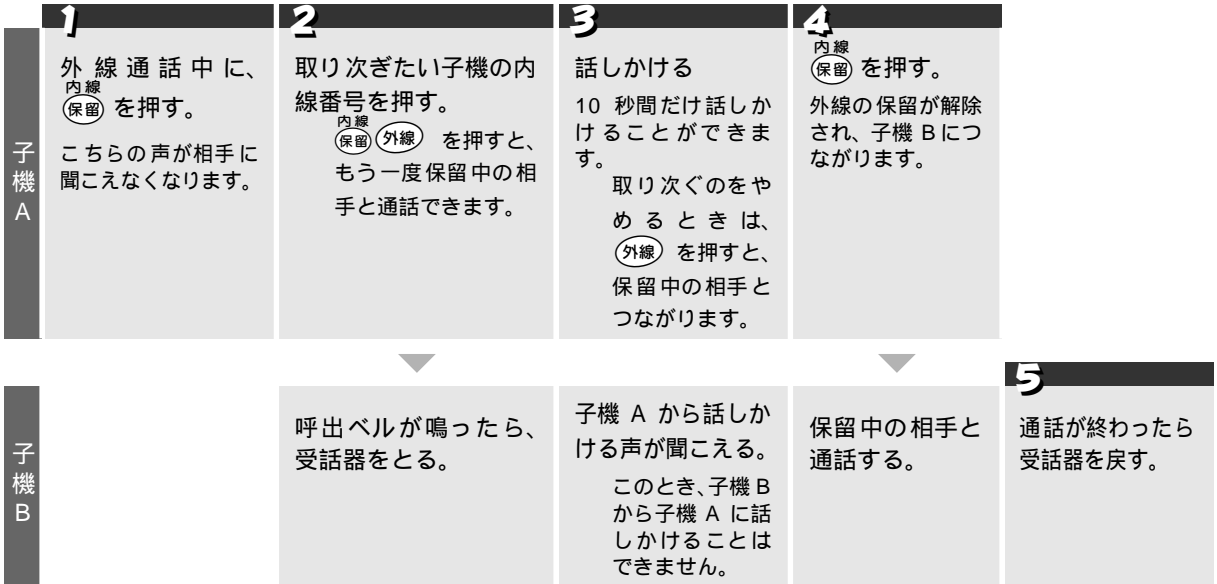 1
外線通話中に、
内線
保留 を押す。
こちらの声が相手に
聞こえなくなります。
2
取り次ぎたい子機の内
線番号を押す。
内線
保留 外線 を押すと、
もう一度保留中の相
手と通話できます。
3
話しかける
10 秒間だけ話しか
けることができま
す。
取り次ぐのをや
めるときは、
外線 を押すと、
保留中の相手と
つながります。
4
内線
保留 を押す。
外線の保留が解除
され、子機 B につ
ながります。
子機A
呼出ベルが鳴ったら、
受話器をとる。
子機 A から話しか
ける声が聞こえる。
このとき、子機 B
から子機 A に話
しかけることは
できません。
保留中の相手と
通話する。
5
通話が終わったら
受話器を戻す。
子機B